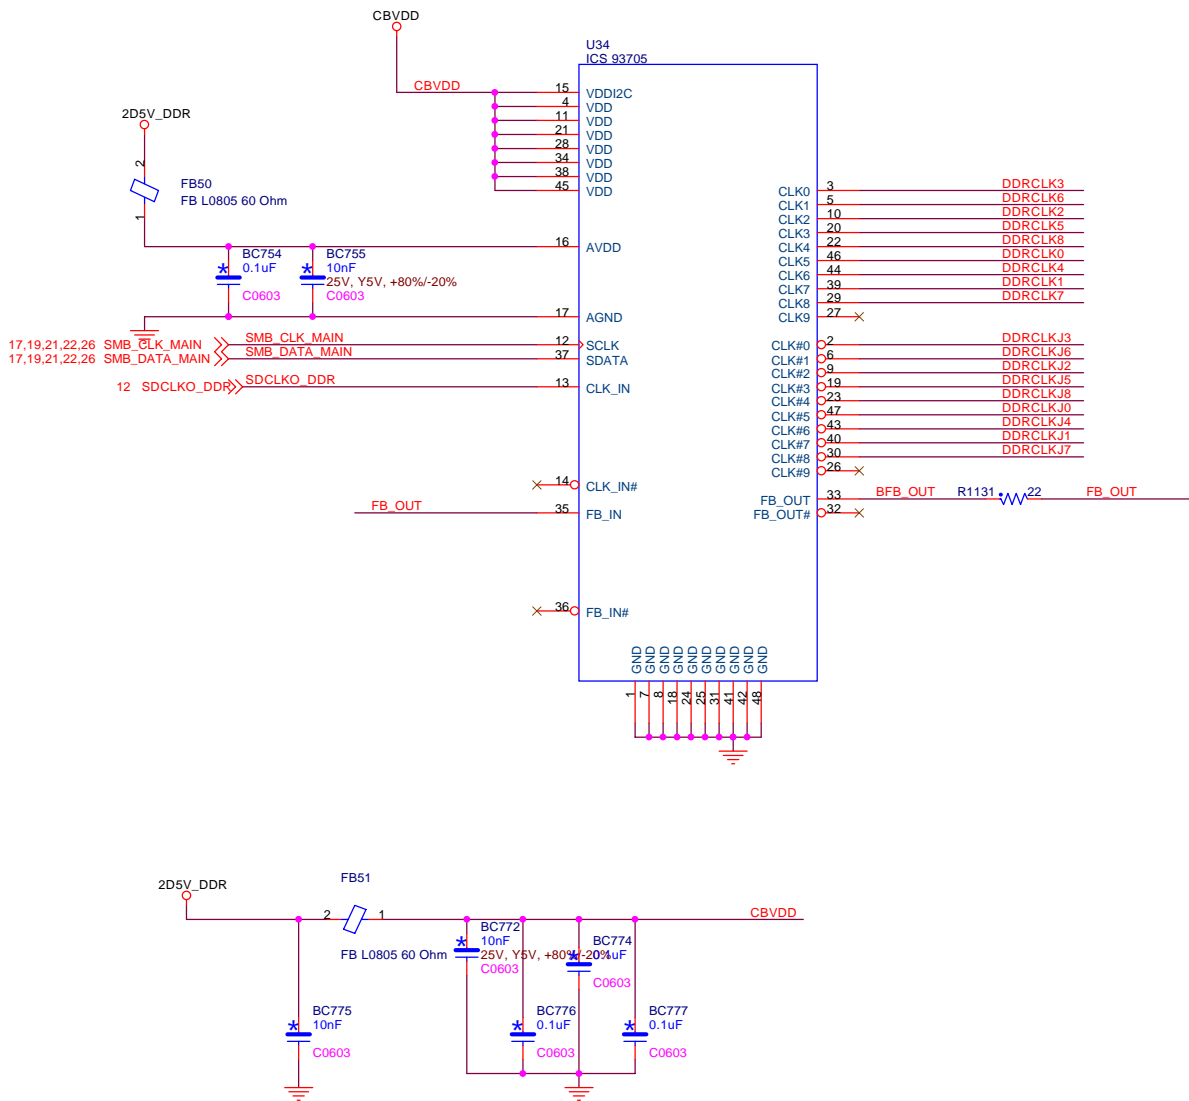 CBVDD
U34
ICS 93705
CBVDD
15 VDDI2C
4 VDD
11 VDD
21 VDD
28 VDD
34 VDD
38 VDD
45 VDD
2D5V_DDR
2
FB50
FB L0805 60 Ohm
1
CLK0 3 DDRCLK3
CLK1 5 DDRCLK6
CLK2 10 DDRCLK2
CLK3 20 DDRCLK5
CLK4 22 DDRCLK8
CLK5 46 DDRCLK0
CLK6 44 DDRCLK4
CLK7 39 DDRCLK1
CLK8 29 DDRCLK7
CLK9 27
16 AVDD
BC754
0.1uF
C0603
BC755
10nF
25V, Y5V, +80%/-20%
C0603
17 AGND
17,19,21,22,26 SMB_CLK_MAIN SMB_CLK_MAIN 12 SCLK
17,19,21,22,26 SMB_DATA_MAIN SMB_DATA_MAIN 37 SDATA
12 SDCLKO_DDR SDCLKO_DDR 13 CLK_IN
CLK#0 2 DDRCLKJ3
CLK#1 6 DDRCLKJ6
CLK#2 9 DDRCLKJ2
CLK#3 19 DDRCLKJ5
CLK#4 23 DDRCLKJ8
CLK#5 47 DDRCLKJ0
CLK#6 43 DDRCLKJ4
CLK#7 40 DDRCLKJ1
CLK#8 30 DDRCLKJ7
CLK#9 26
14 CLK_IN#
FB_OUT 35 FB_IN
FB_OUT 33 BFB_OUT R1131 22 FB_OUT
FB_OUT# 32
36 FB_IN#
GND GND GND GND GND GND GND GND GND GND
1 7 8 18 24 25 31 41 42 48
2D5V_DDR
FB51
2 1
FB L0805 60 Ohm
CBVDD
BC772
10nF
25V, Y5V, +80%/-20%
C0603
BC774
0.1uF
C0603
BC775
10nF
C0603
BC776
0.1uF
C0603
BC777
0.1uF
C0603